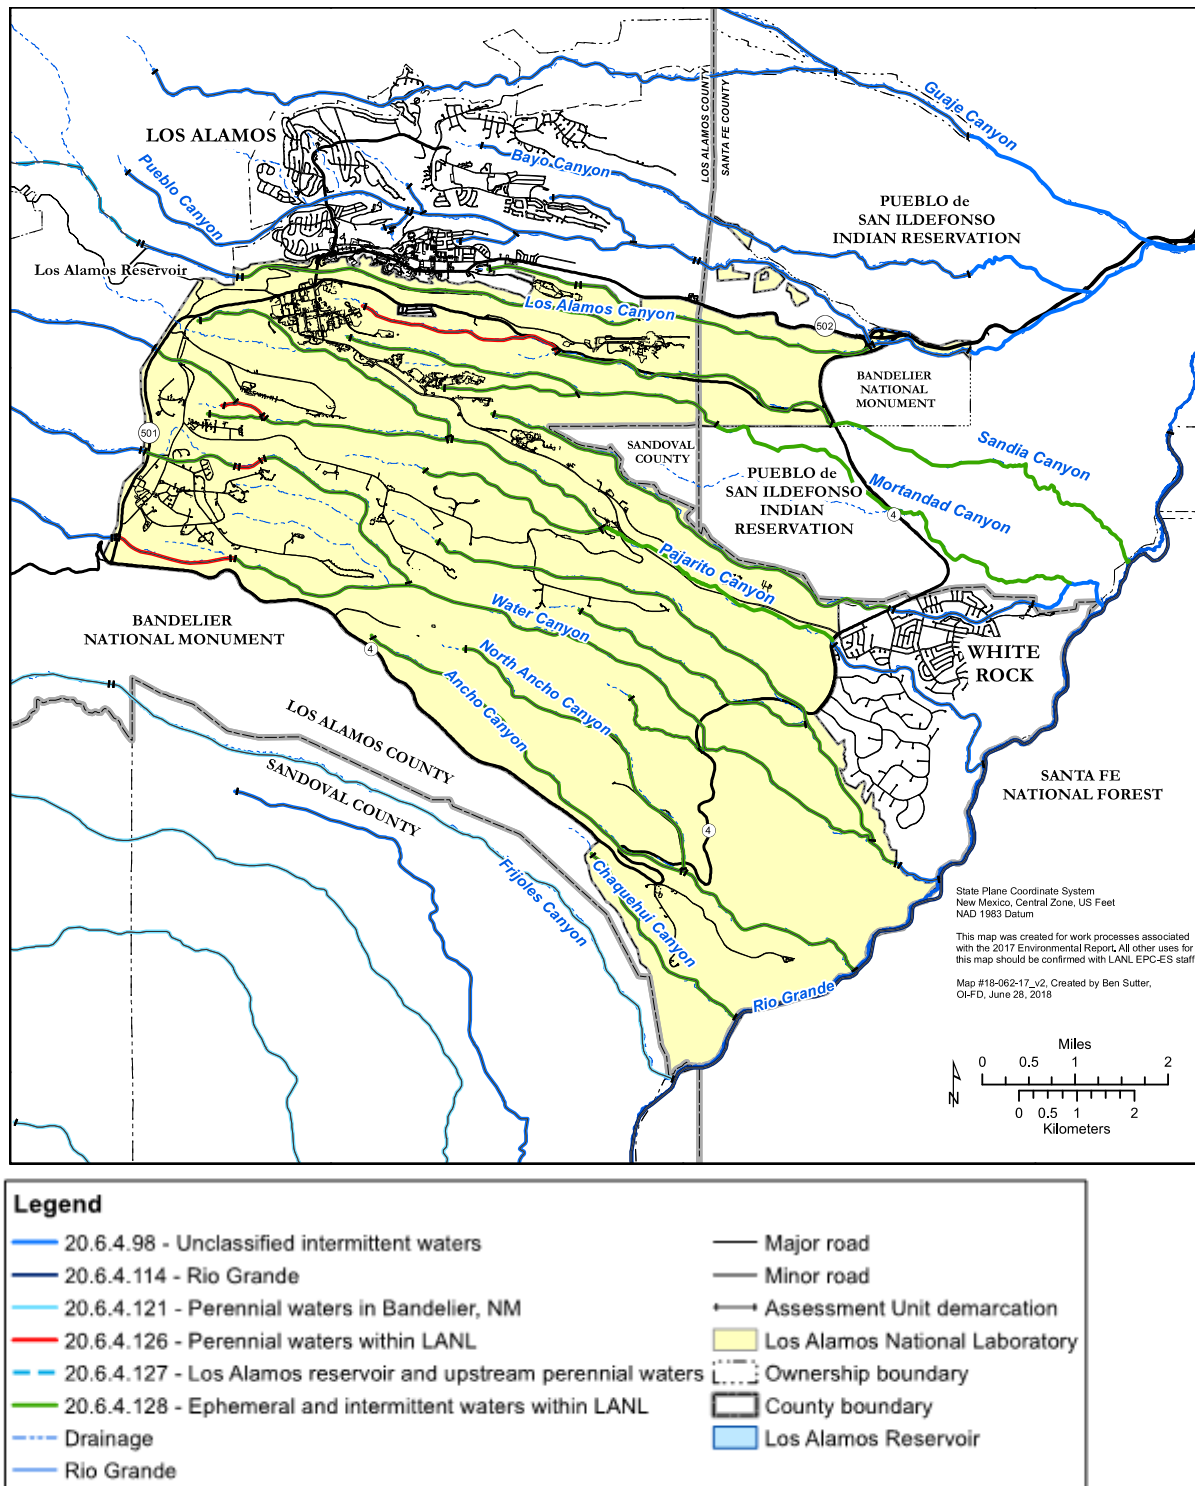 LOS ALAMOS
Pueblo Canyon
Los Alamos Reservoir
Bayo Canyon
Guaje Canyon
LOS ALAMOS COUNTY
SANTA FE COUNTY
PUEBLO de
SAN ILDEFONSO
INDIAN RESERVATION
Los Alamos Canyon
502
BANDELIER
NATIONAL
MONUMENT
501
SANDOVAL
COUNTY
PUEBLO de
SAN ILDEFONSO
INDIAN
RESERVATION
Sandia Canyon
Mortandad Canyon
4
Pajarito Canyon
BANDELIER
NATIONAL MONUMENT
4
Water Canyon
North Ancho Canyon
Ancho Canyon
WHITE
ROCK
LOS ALAMOS COUNTY
SANDOVAL COUNTY
SANTA FE
NATIONAL FOREST
4
Frijoles Canyon
Chaquehui Canyon
Rio Grande
State Plane Coordinate System
New Mexico, Central Zone, US Feet
NAD 1983 Datum
This map was created for work processes associated
with the 2017 Environmental Report. All other uses for
this map should be confirmed with LANL EPC-ES staff
Map #18-062-17_v2, Created by Ben Sutter,
OI-FD, June 28, 2018
Miles
0 0.5 1 2
N
0 0.5 1 2
Kilometers
Legend
20.6.4.98 - Unclassified intermittent waters
20.6.4.114 - Rio Grande
20.6.4.121 - Perennial waters in Bandelier, NM
20.6.4.126 - Perennial waters within LANL
20.6.4.127 - Los Alamos reservoir and upstream perennial waters
20.6.4.128 - Ephemeral and intermittent waters within LANL
Drainage
Rio Grande
Major road
Minor road
Assessment Unit demarcation
Los Alamos National Laboratory
Ownership boundary
County boundary
Los Alamos Reservoir